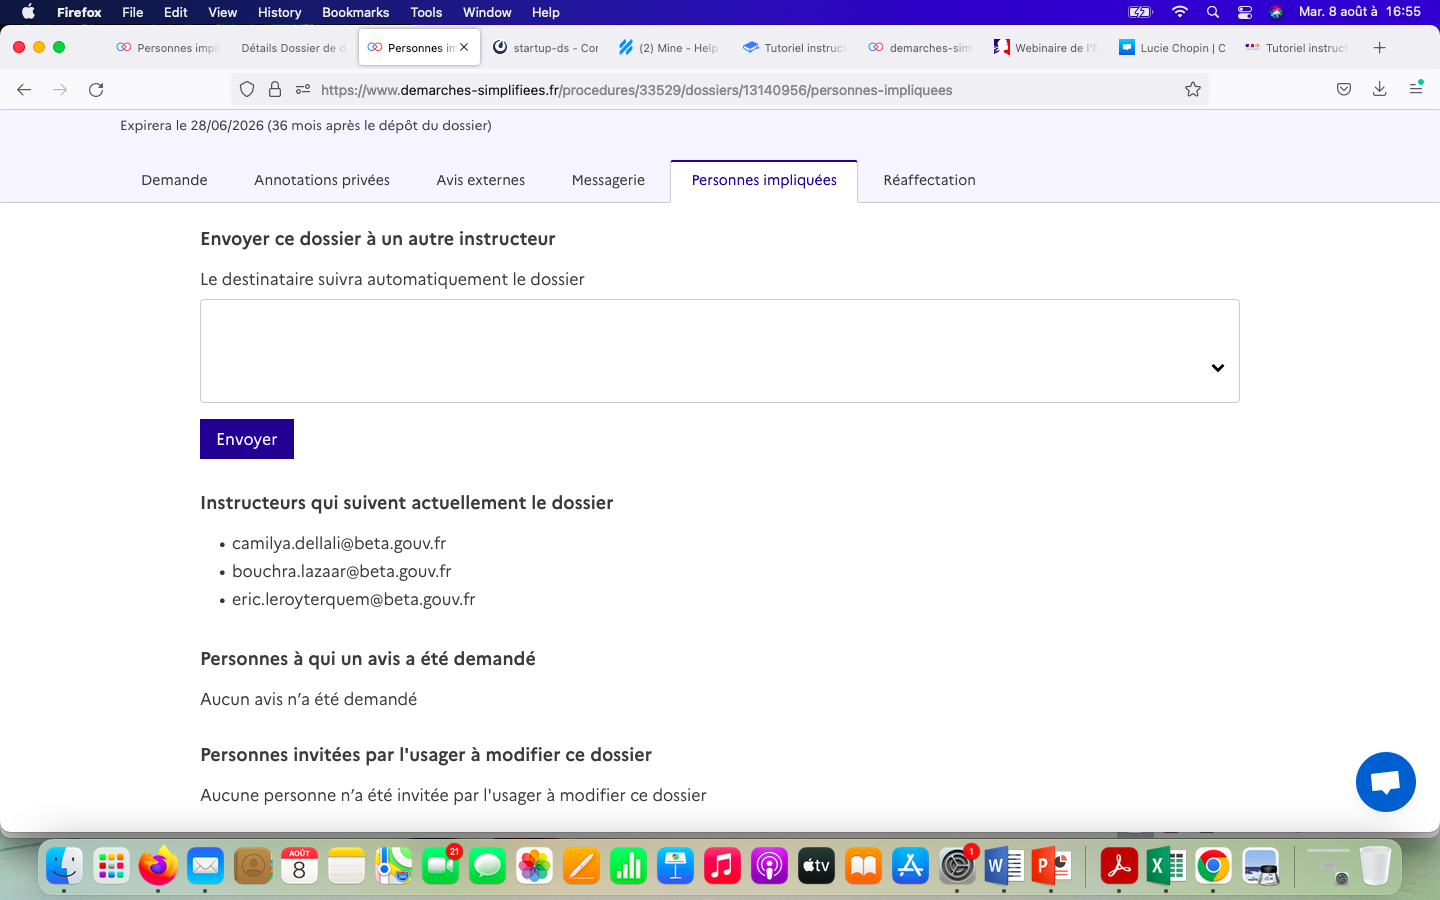 Firefox File Edit View History Bookmarks Tools Window Help Mar. 8 août à 16:55
Personnes impl Détails Dossier de d Personnes im startup-ds - Cor (2) Mine - Help Tutoriel instruct demarches-sim Webinaire de l'É Lucie Chopin | C Tutoriel instruct
https://www.demarches-simplifiees.fr/procedures/33529/dossiers/13140956/personnes-impliquees
Expirera le 28/06/2026 (36 mois après le dépôt du dossier)
Demande Annotations privées Avis externes Messagerie Personnes impliquées Réaffectation
Envoyer ce dossier à un autre instructeur
Le destinataire suivra automatiquement le dossier
Envoyer
Instructeurs qui suivent actuellement le dossier
• camilya.dellali@beta.gouv.fr
• bouchra.lazaar@beta.gouv.fr
• eric.leroyterquem@beta.gouv.fr
Personnes à qui un avis a été demandé
Aucun avis n’a été demandé
Personnes invitées par l'usager à modifier ce dossier
Aucune personne n’a été invitée par l'usager à modifier ce dossier
AOÛT
8
21
tv
1
W
P
X